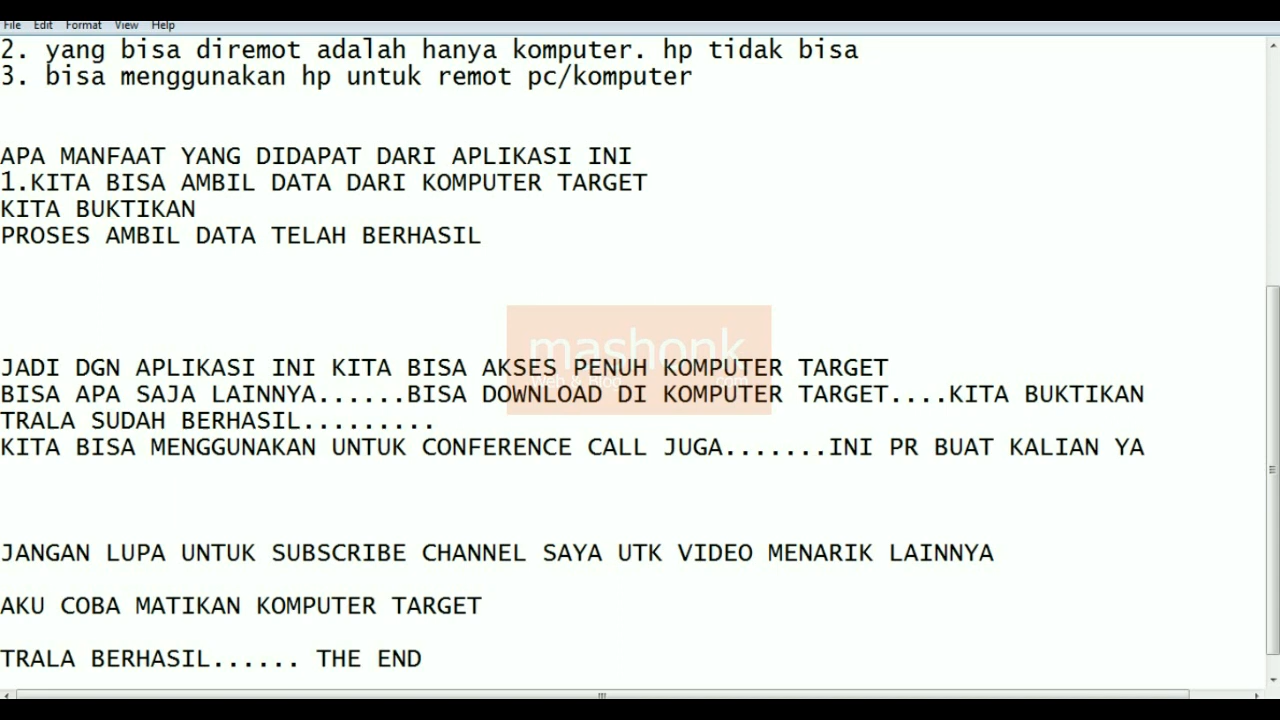 File Edit Format View Help
2. yang bisa diremot adalah hanya komputer. hp tidak bisa
3. bisa menggunakan hp untuk remot pc/komputer
APA MANFAAT YANG DIDAPAT DARI APLIKASI INI
1.KITA BISA AMBIL DATA DARI KOMPUTER TARGET
KITA BUKTIKAN
PROSES AMBIL DATA TELAH BERHASIL
mashonk
Web & Blog .com
JADI DGN APLIKASI INI KITA BISA AKSES PENUH KOMPUTER TARGET
BISA APA SAJA LAINNYA......BISA DOWNLOAD DI KOMPUTER TARGET....KITA BUKTIKAN
TRALA SUDAH BERHASIL.........
KITA BISA MENGGUNAKAN UNTUK CONFERENCE CALL JUGA.......INI PR BUAT KALIAN YA
JANGAN LUPA UNTUK SUBSCRIBE CHANNEL SAYA UTK VIDEO MENARIK LAINNYA
AKU COBA MATIKAN KOMPUTER TARGET
TRALA BERHASIL...... THE END